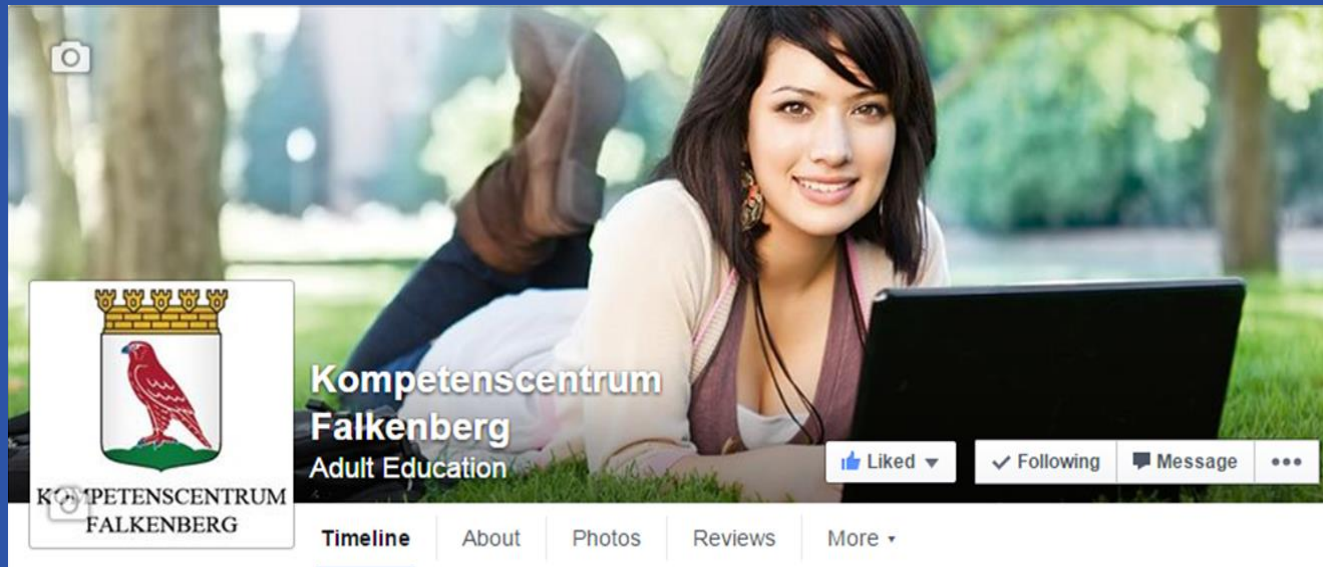 Kompetenscentrum
Falkenberg
Adult Education
Liked
Following
Message
KOMPETENSCENTRUM
FALKENBERG
Timeline
About
Photos
Reviews
More